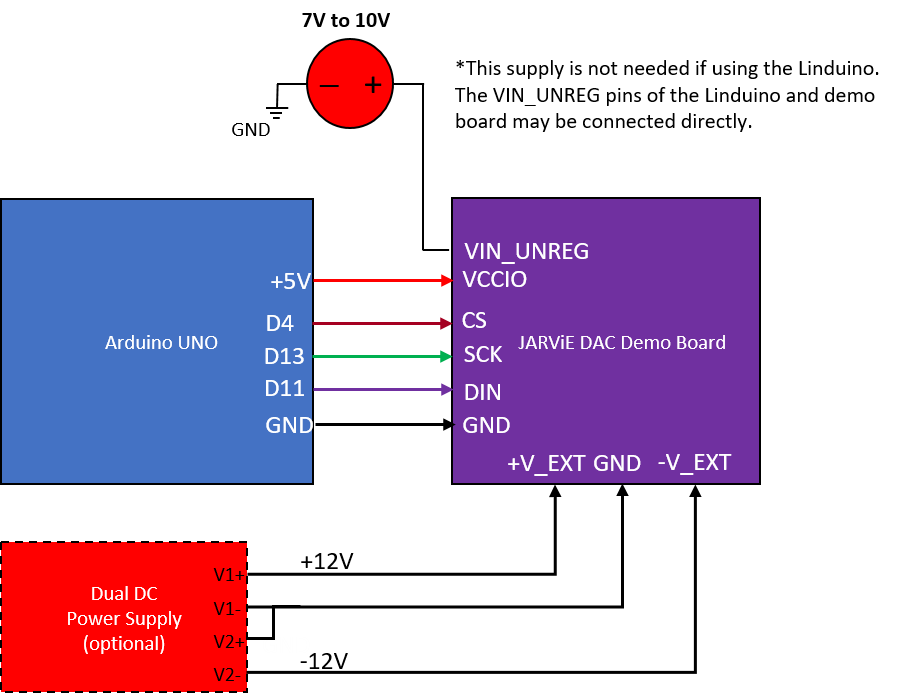 7V to 10V
*This supply is not needed if using the Linduino.
The VIN_UNREG pins of the Linduino and demo
board may be connected directly.
− +
GND
VIN_UNREG
+5V
VCCIO
D4
CS
Arduino UNO
JARViE DAC Demo Board
D13
SCK
D11
DIN
GND
GND
+V_EXT GND -V_EXT
+12V
V1+
Dual DC
Power Supply
(optional)
V1-
V2+
-12V
V2-